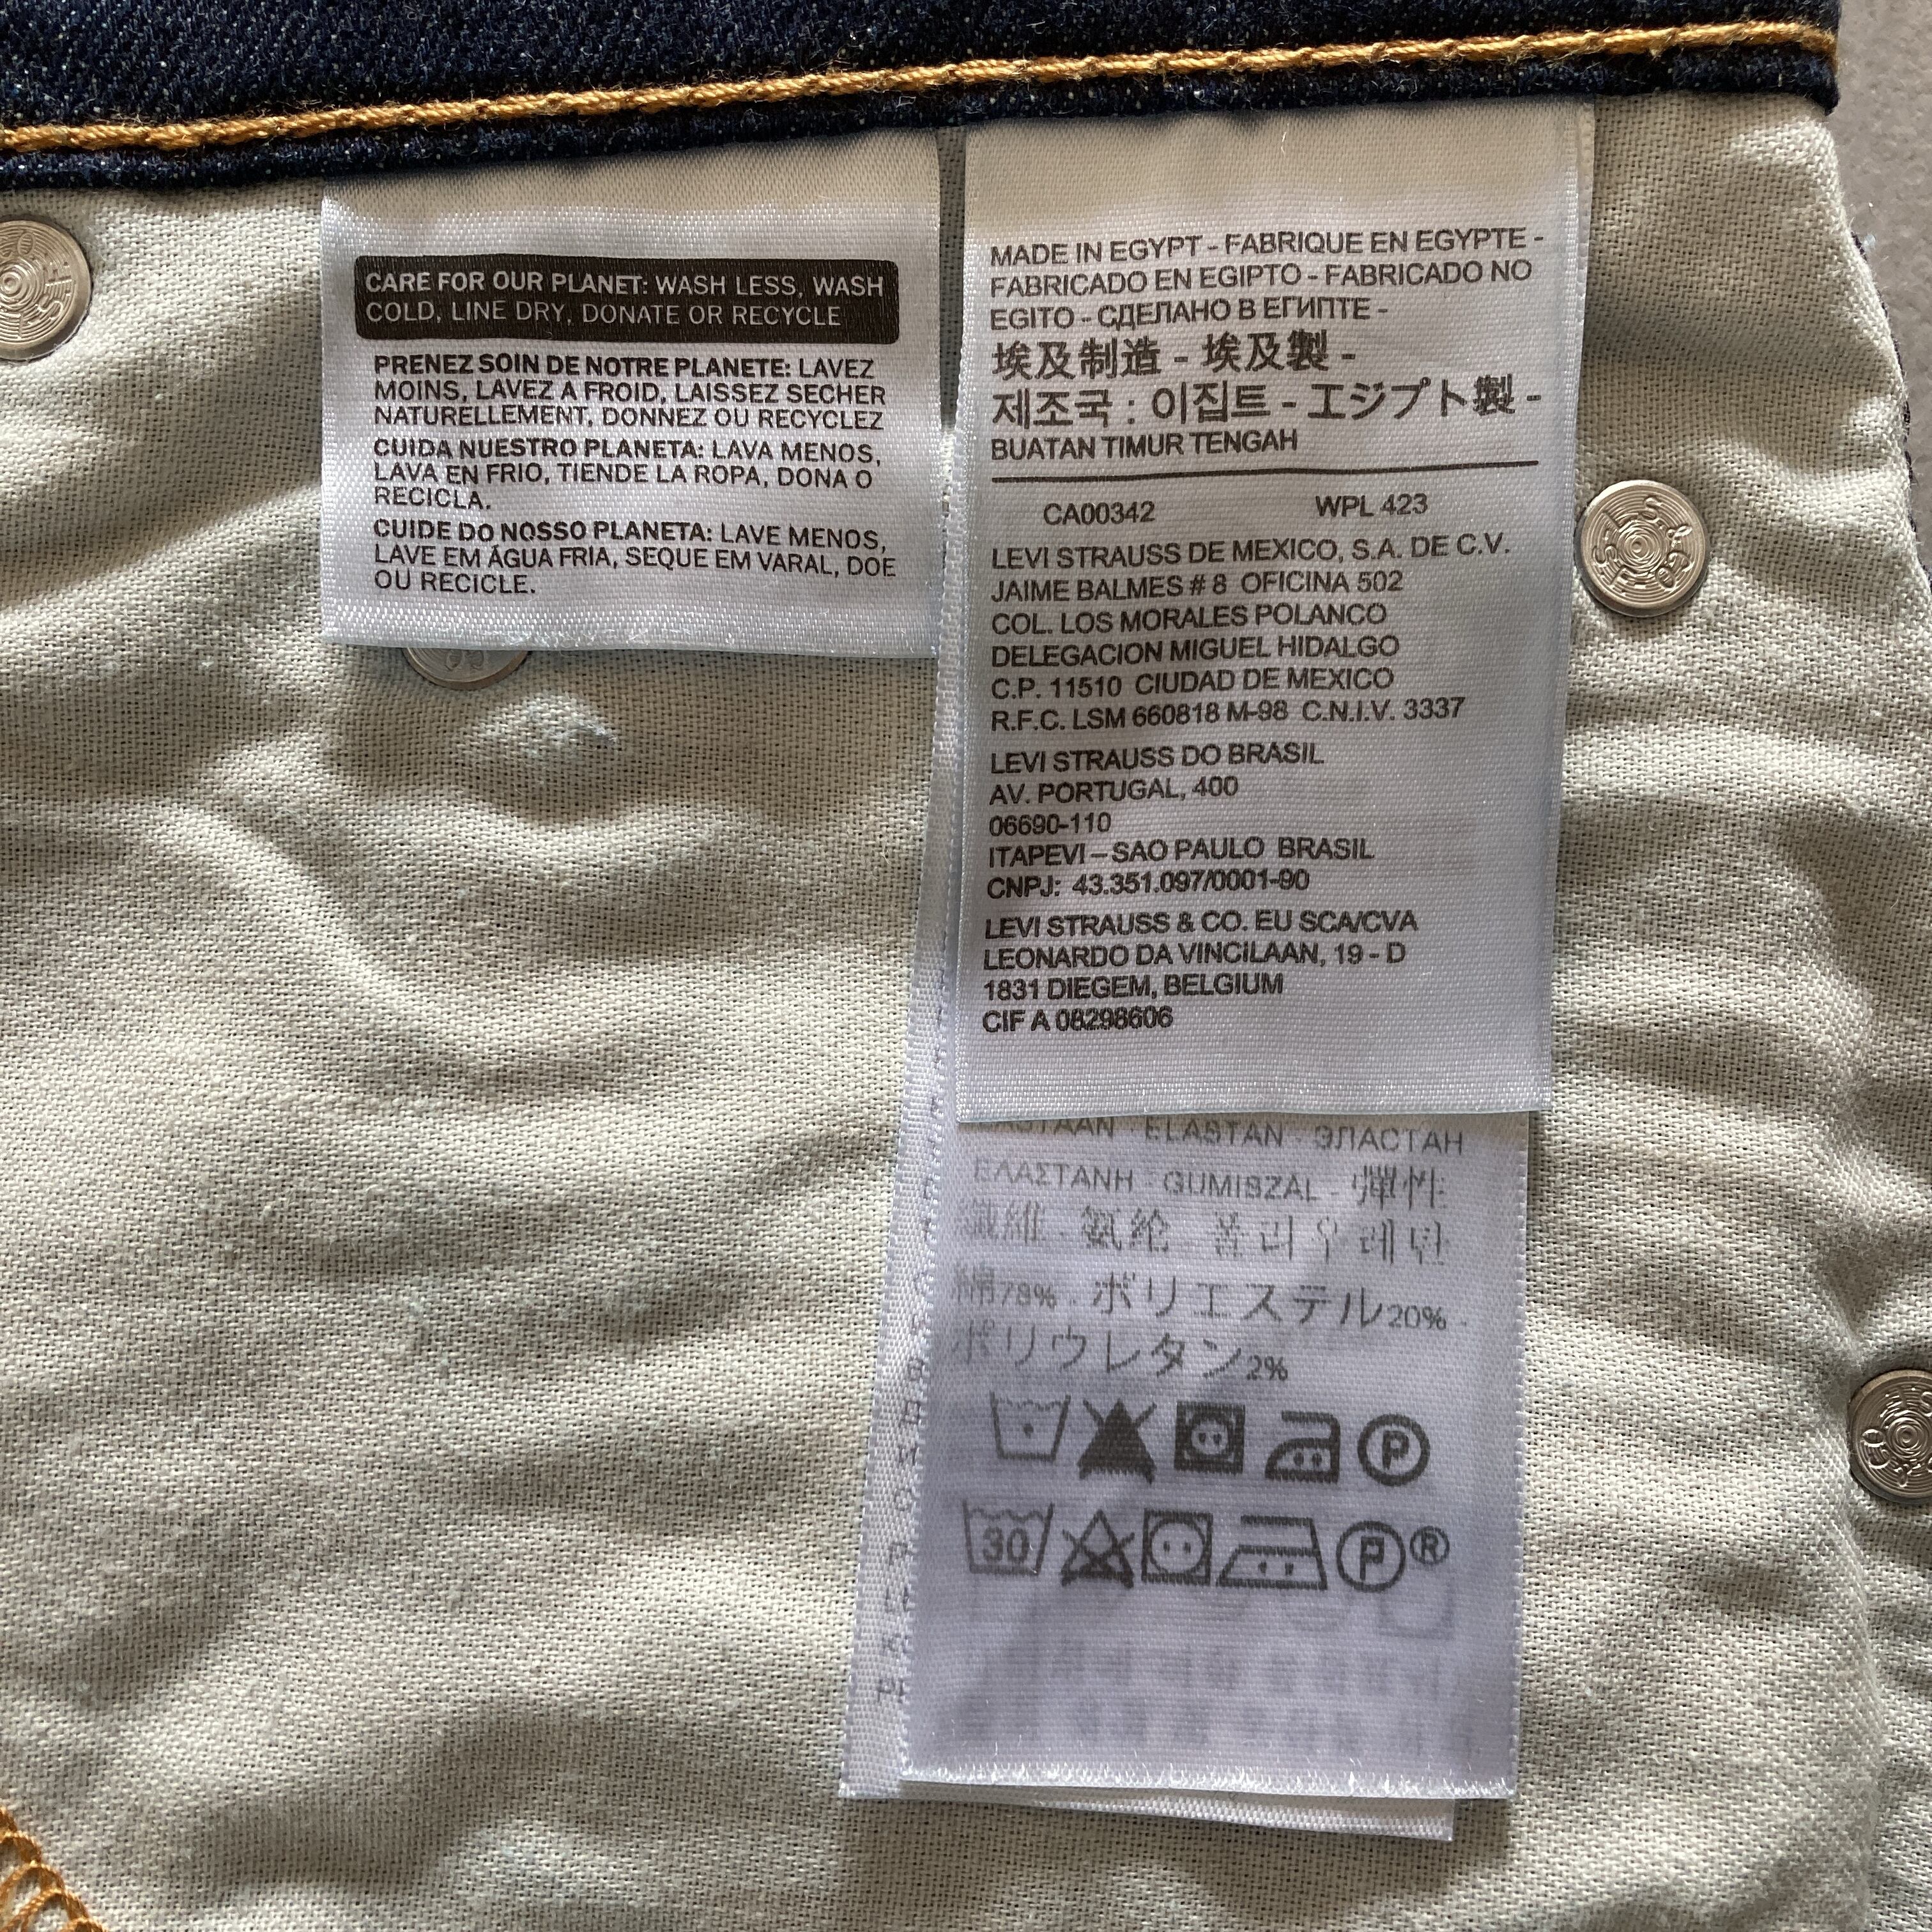 CARE FOR OUR PLANET: WASH LESS, WASH
COLD, LINE DRY, DONATE OR RECYCLE
PRENEZ SOIN DE NOTRE PLANETE: LAVEZ
MOINS, LAVEZ A FROID, LAISSEZ SECHER
NATURELLEMENT, DONNEZ OU RECYCLEZ
CUIDA NUESTRO PLANETA: LAVA MENOS,
LAVA EN FRIO, TIENDE LA ROPA, DONA O
RECICLA.
CUIDE DO NOSSO PLANETA: LAVE MENOS,
LAVE EM ÁGUA FRIA, SEQUE EM VARAL, DOE
OU RECICLE.
MADE IN EGYPT - FABRIQUE EN EGYPTE -
FABRICADO EN EGIPTO - FABRICADO NO
EGITO - СДЕЛАНО В ЕГИПТЕ -
埃及制造 - 埃及製 -
제조국 : 이집트 - エジプト製 -
BUATAN TIMUR TENGAH
CA00342 WPL 423
LEVI STRAUSS DE MEXICO, S.A. DE C.V.
JAIME BALMES # 8 OFICINA 502
COL. LOS MORALES POLANCO
DELEGACION MIGUEL HIDALGO
C.P. 11510 CIUDAD DE MEXICO
R.F.C. LSM 660818 M-98 C.N.I.V. 3337
LEVI STRAUSS DO BRASIL
AV. PORTUGAL, 400
06690-110
ITAPEVI – SAO PAULO BRASIL
CNPJ: 43.351.097/0001-90
LEVI STRAUSS & CO. EU SCA/CVA
LEONARDO DA VINCILAAN, 19 - D
1831 DIEGEM, BELGIUM
CIF A 08298606
ELASTAN - ЭЛАСТАН
ΕΛΑΣΤΑΝΗ - GUMISZAL - 彈性
纖維 - 氨纶 폴리우레탄
綿78% - ポリエステル20% -
ポリウレタン2%
P
30 P ®